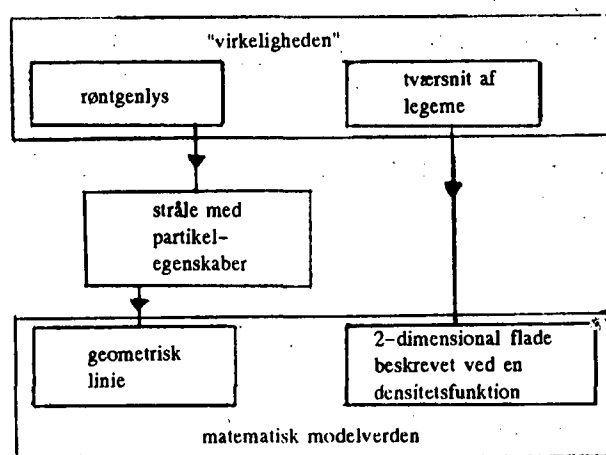 "virkeligheden"
røntgenlys
tværsnit af
legeme
stråle med
partikel-
egenskaber
geometrisk
linie
2-dimensional flade
beskrevet ved en
densitetsfunktion
matematisk modelverden